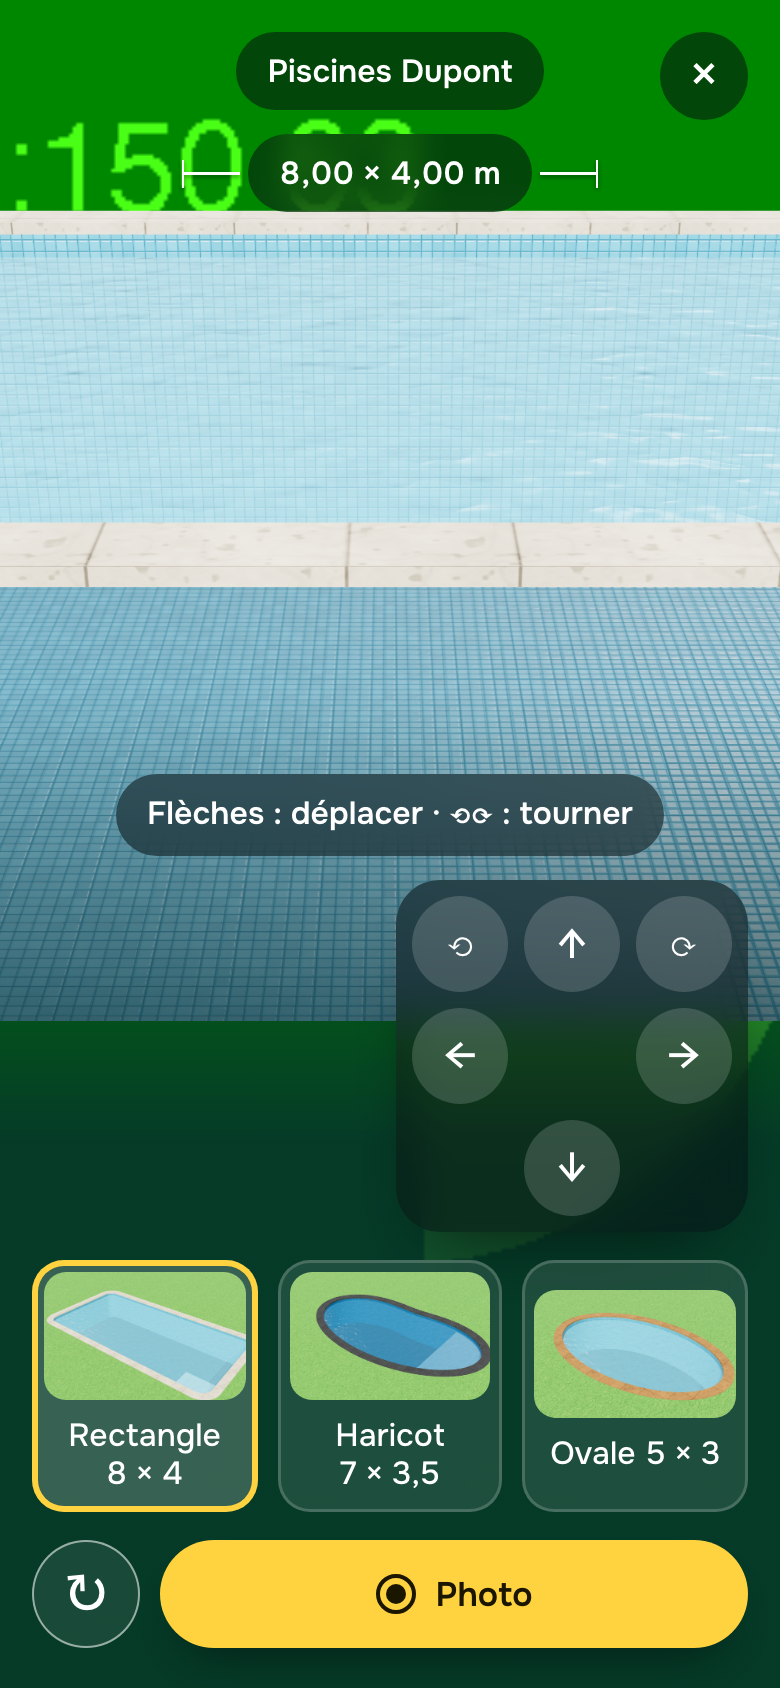 Piscines Dupont
:150
8,00 × 4,00 m
Flèches : déplacer · ⟲⟳ : tourner
Rectangle
8 × 4
Haricot
7 × 3,5
Ovale 5 × 3
Photo